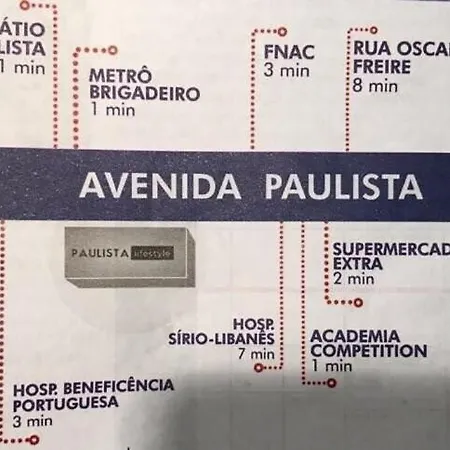 ÁTIO
LISTA
1 min
METRÔ
BRIGADEIRO
1 min
FNAC
3 min
RUA OSCA
FREIRE
8 min
AVENIDA PAULISTA
PAULISTA lifestyle
SUPERMERCAD
EXTRA
2 min
HOSP.
SÍRIO-LIBANÊS
7 min
ACADEMIA
COMPETITION
1 min
HOSP. BENEFICÊNCIA
PORTUGUESA
3 min